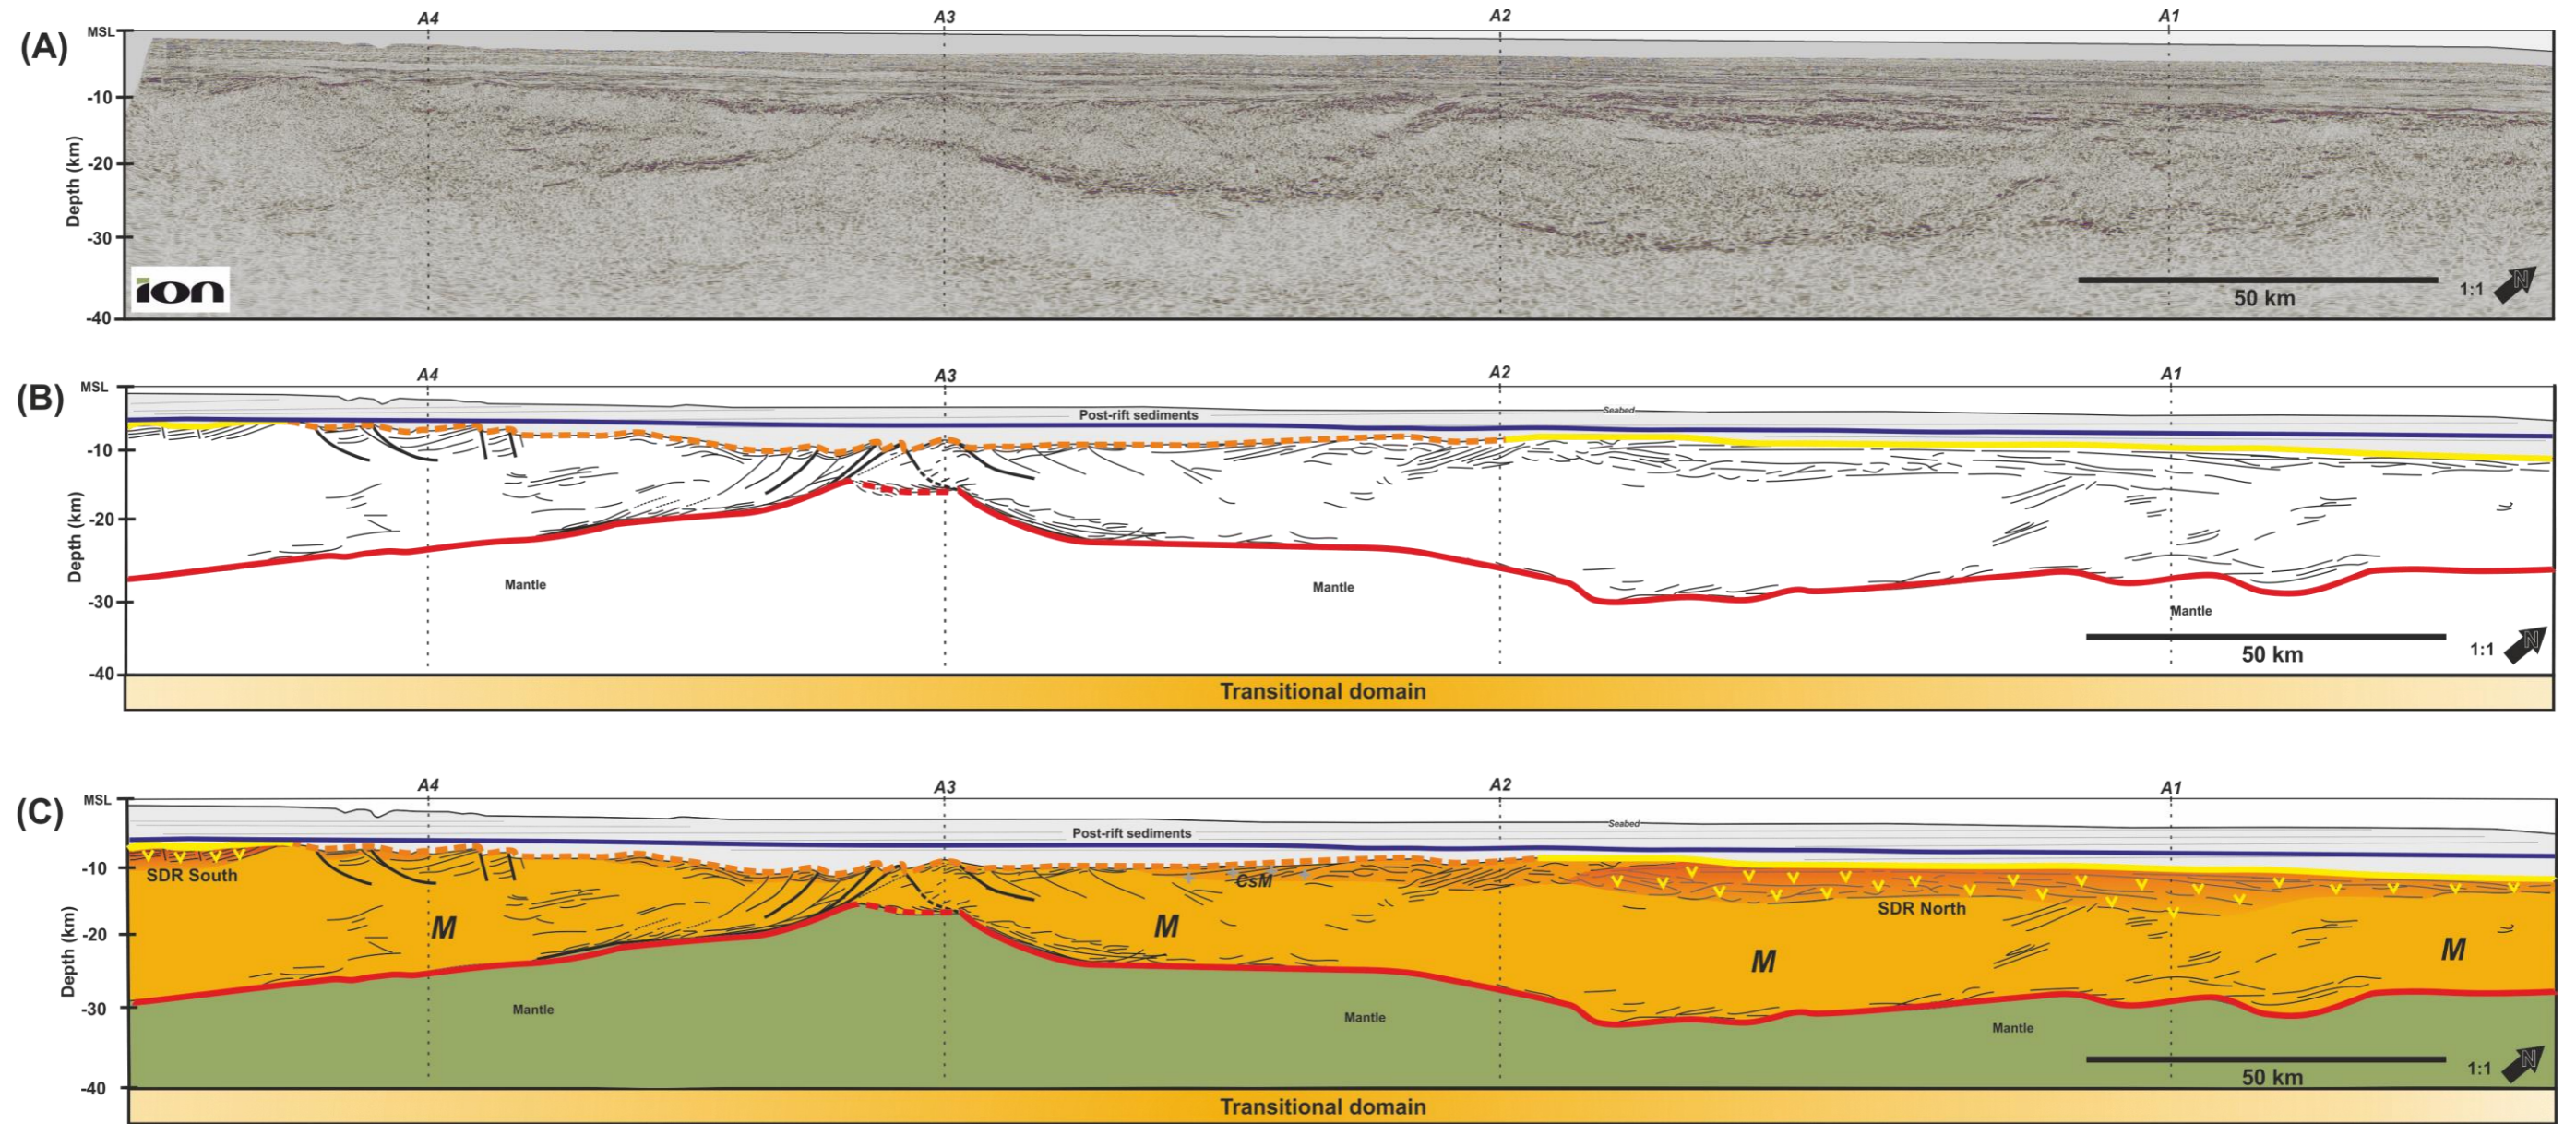 (A)
A4 A3 A2 A1
MSL
-10
-20
-30
-40
Depth (km)
ion
50 km
1:1
N
(B)
A4 A3 A2 A1
MSL
-10
-20
-30
-40
Depth (km)
Post-rift sediments
Seabed
Mantle
Mantle
Mantle
50 km
1:1
N
Transitional domain
(C)
A4 A3 A2 A1
MSL
-10
-20
-30
-40
Depth (km)
Post-rift sediments
Seabed
SDR South
CsM
SDR North
M
M
M
M
Mantle
Mantle
Mantle
50 km
1:1
N
Transitional domain